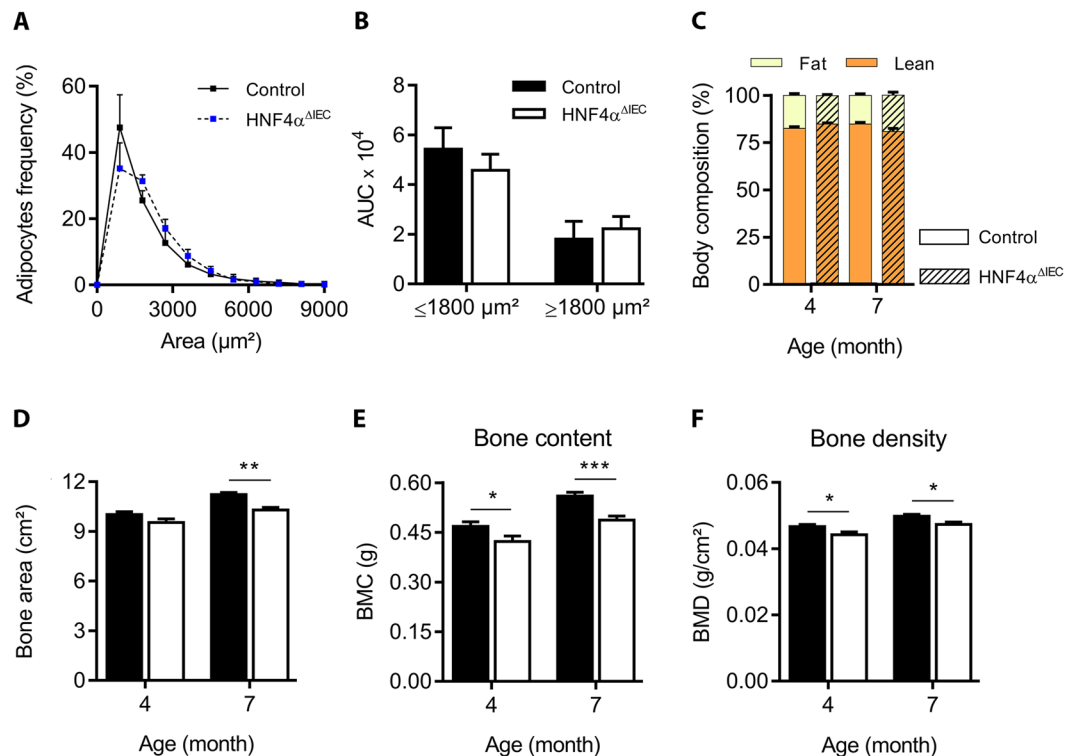 A
Adipocytes frequency (%)
60
40
20
0
Control
HNF4α^ΔIEC
0
3600
6300
9000
Area (µm²)
B
AUC x 10⁴
8
6
4
2
0
Control
HNF4α^ΔIEC
≤1800 µm²
≥1800 µm²
C
Fat
Lean
Body composition (%)
100
75
50
25
0
Control
HNF4α^ΔIEC
4
7
Age (month)
D
Bone area (cm²)
12
9
6
3
0
**
4
7
Age (month)
E
Bone content
BMC (g)
0.60
0.45
0.30
0.15
0.00
*
***
4
7
Age (month)
F
Bone density
BMD (g/cm²)
0.06
0.04
0.02
0.00
*
*
4
7
Age (month)